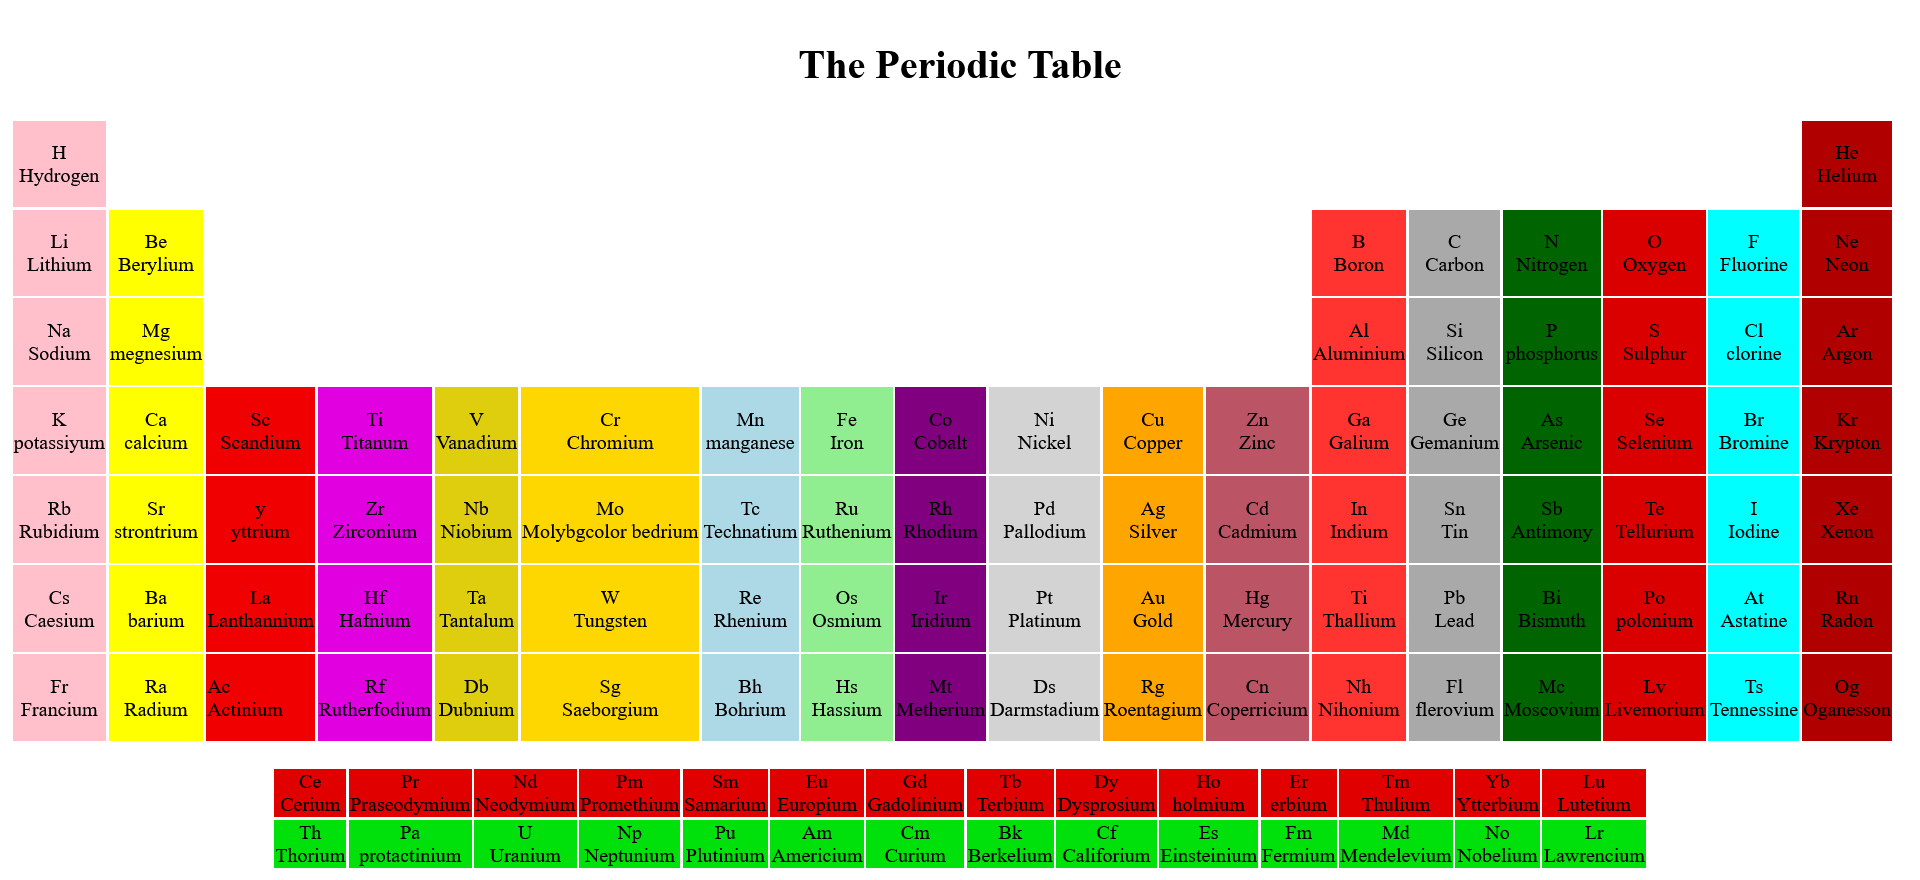 The Periodic Table
H He
Hydrogen Helium
Li Be B C N O F Ne
Lithium Berylium Boron Carbon Nitrogen Oxygen Fluorine Neon
Na Mg Al Si P S Cl Ar
Sodium megnesium Aluminium Silicon phosphorus Sulphur clorine Argon
K Ca Sc Ti V Cr Mn Fe Co Ni Cu Zn Ga Ge As Se Br Kr
potassiyum calcium Scandium Titanum Vanadium Chromium manganese Iron Cobalt Nickel Copper Zinc Galium Gemanium Arsenic Selenium Bromine Krypton
Rb Sr y Zr Nb Mo Tc Ru Rh Pd Ag Cd In Sn Sb Te I Xe
Rubidium strontrium yttrium Zirconium Niobium Molybgcolor bedrium Technatium Ruthenium Rhodium Pallodium Silver Cadmium Indium Tin Antimony Tellurium Iodine Xenon
Cs Ba La Hf Ta W Re Os Ir Pt Au Hg Ti Pb Bi Po At Rn
Caesium barium Lanthannium Hafnium Tantalum Tungsten Rhenium Osmium Iridium Platinum Gold Mercury Thallium Lead Bismuth polonium Astatine Radon
Fr Ra Ac Rf Db Sg Bh Hs Mt Ds Rg Cn Nh Fl Mc Lv Ts Og
Francium Radium Actinium Rutherfodium Dubnium Saeborgium Bohrium Hassium Metherium Darmstadium Roentagium Coperricium Nihonium flerovium Moscovium Livemorium Tennessine Oganesson
Ce Pr Nd Pm Sm Eu Gd Tb Dy Ho Er Tm Yb Lu
Cerium Praseodymium Neodymium Promethium Samarium Europium Gadolinium Terbium Dysprosium holmium erbium Thulium Ytterbium Lutetium
Th Pa U Np Pu Am Cm Bk Cf Es Fm Md No Lr
Thorium protactinium Uranium Neptunium Plutinium Americium Curium Berkelium Califorium Einsteinium Fermium Mendelevium Nobelium Lawrencium